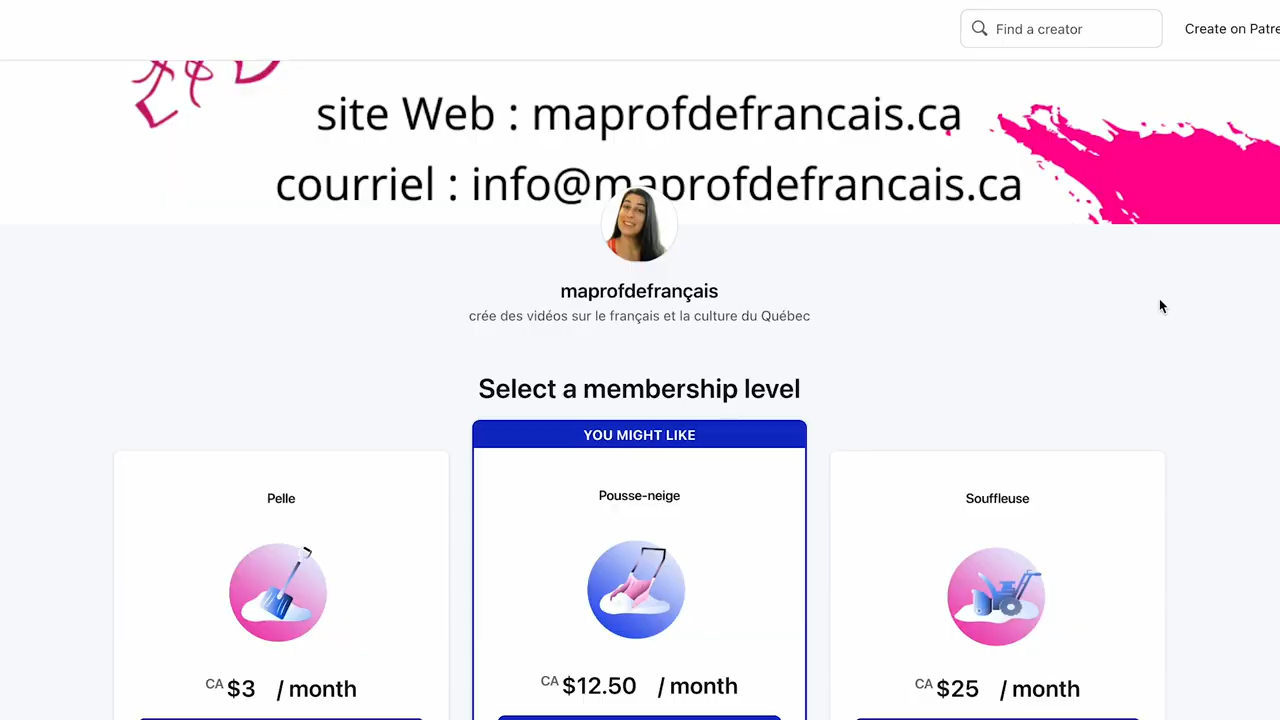 Find a creator
Create on Patre
site Web : maprofdefrancais.ca
courriel : info@maprofdefrancais.ca
maprofdefrançais
crée des vidéos sur le français et la culture du Québec
Select a membership level
YOU MIGHT LIKE
Pelle
Pousse-neige
Souffleuse
CA $3 / month
CA $12.50 / month
CA $25 / month